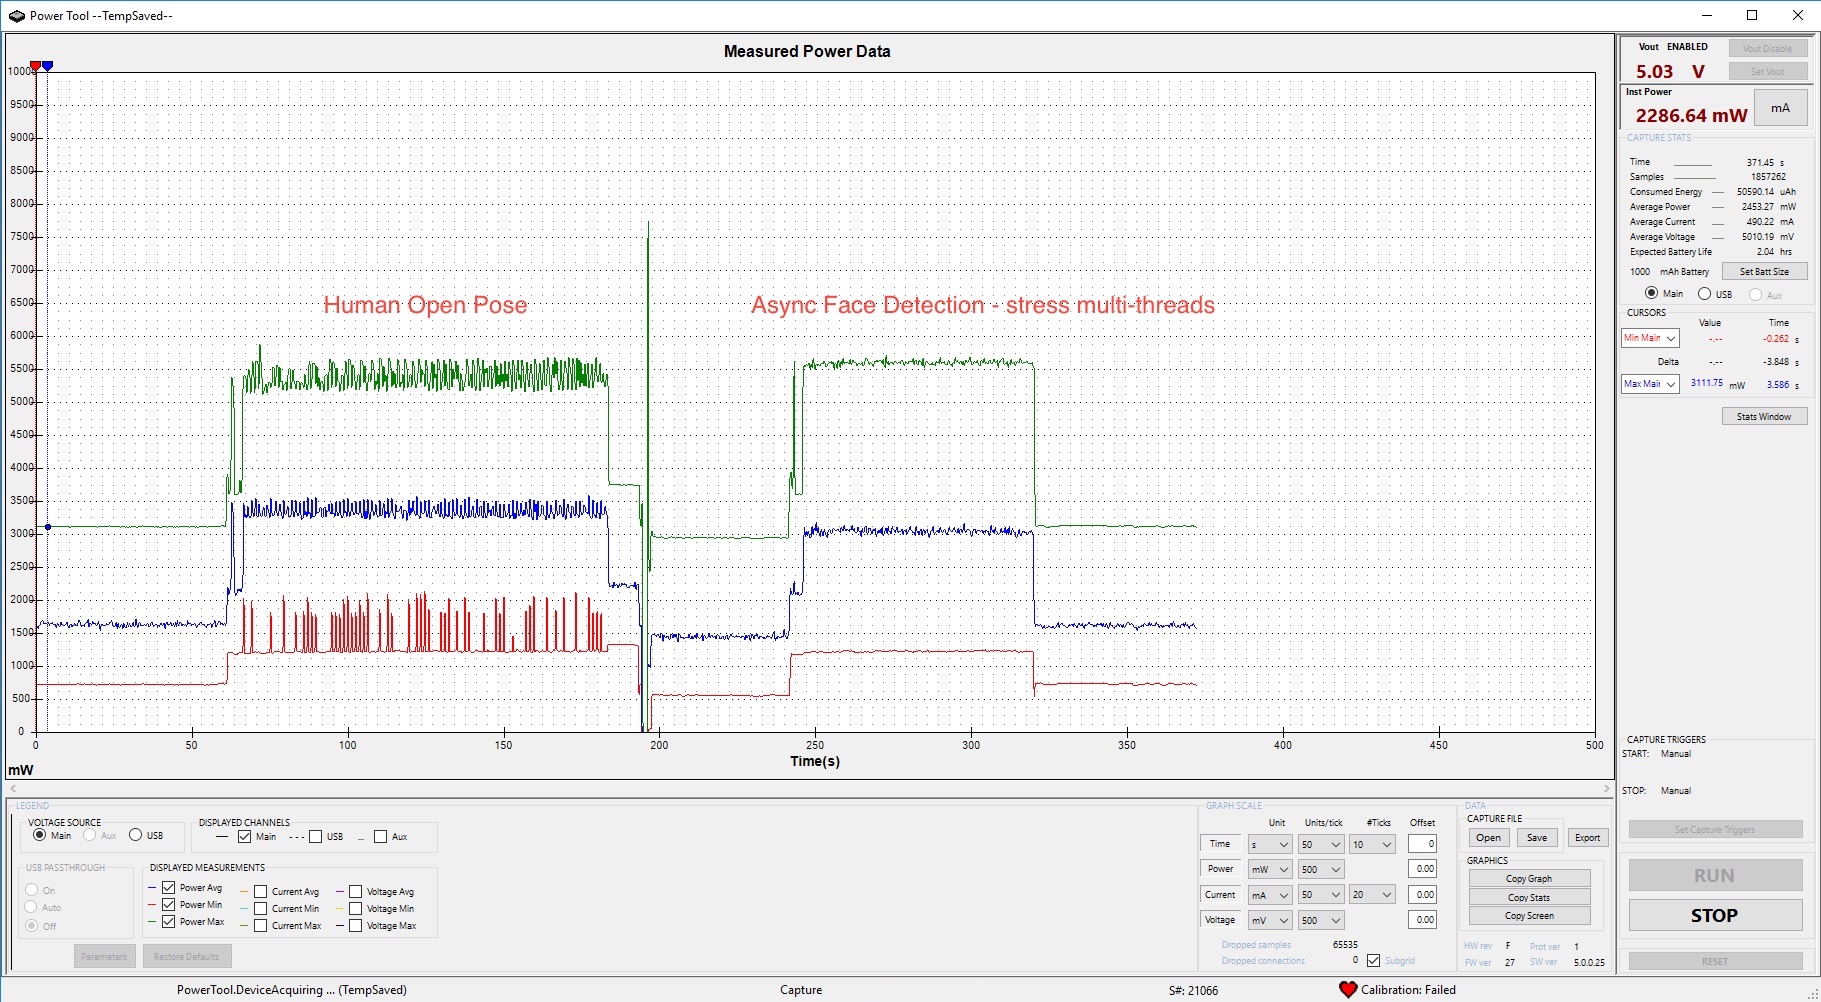 Power Tool --TempSaved--
Measured Power Data
10000
9500
9000
8500
8000
7500
7000
6500
6000
5500
5000
4500
4000
3500
3000
2500
2000
1500
1000
500
0
Human Open Pose
Async Face Detection - stress multi-threads
0 50 100 150 200 250 300 350 400 450 500
mW
Time(s)
Vout ENABLED
Vout Disable
5.03 V
Set Vout
Inst Power
2286.64 mW
mA
CAPTURE STATS
Time 371.45 s
Samples 1857262
Consumed Energy 50590.14 uAh
Average Power 2453.27 mW
Average Current 490.22 mA
Average Voltage 5010.19 mV
Expected Battery Life 2.04 hrs
1000 mAh Battery Set Batt Size
Main USB Aux
CURSORS
Value Time
Min Main -.-- -0.262 s
Delta -.-- -3.848 s
Max Mair 3111.75 mW 3.586 s
Stats Window
CAPTURE TRIGGERS
START: Manual
STOP: Manual
Set Capture Triggers
RUN
STOP
RESET
LEGEND
VOLTAGE SOURCE
Main Aux USB
DISPLAYED CHANNELS
Main USB Aux
USB PASSTHROUGH
On
Auto
Off
DISPLAYED MEASUREMENTS
Power Avg Current Avg Voltage Avg
Power Min Current Min Voltage Min
Power Max Current Max Voltage Max
Parameters
Restore Defaults
GRAPH SCALE
Unit Units/tick #Ticks Offset
Time s 50 10 0
Power mW 500 0.00
Current mA 50 20 0.00
Voltage mV 500 0.00
Dropped samples 65535
Dropped connections 0 Subgrid
DATA
CAPTURE FILE
Open Save Export
GRAPHICS
Copy Graph
Copy Stats
Copy Screen
HW rev F Prot ver 1
FW ver 27 SW ver 5.0.0.25
PowerTool.DeviceAcquiring ... (TempSaved)
Capture
S#: 21066
Calibration: Failed